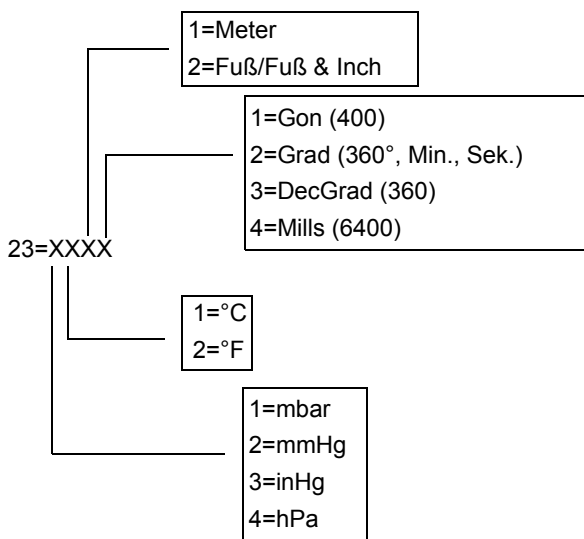 1=Meter
2=Fuß/Fuß & Inch
1=Gon (400)
2=Grad (360°, Min., Sek.)
3=DecGrad (360)
4=Mills (6400)
23=XXXX
1=°C
2=°F
1=mbar
2=mmHg
3=inHg
4=hPa